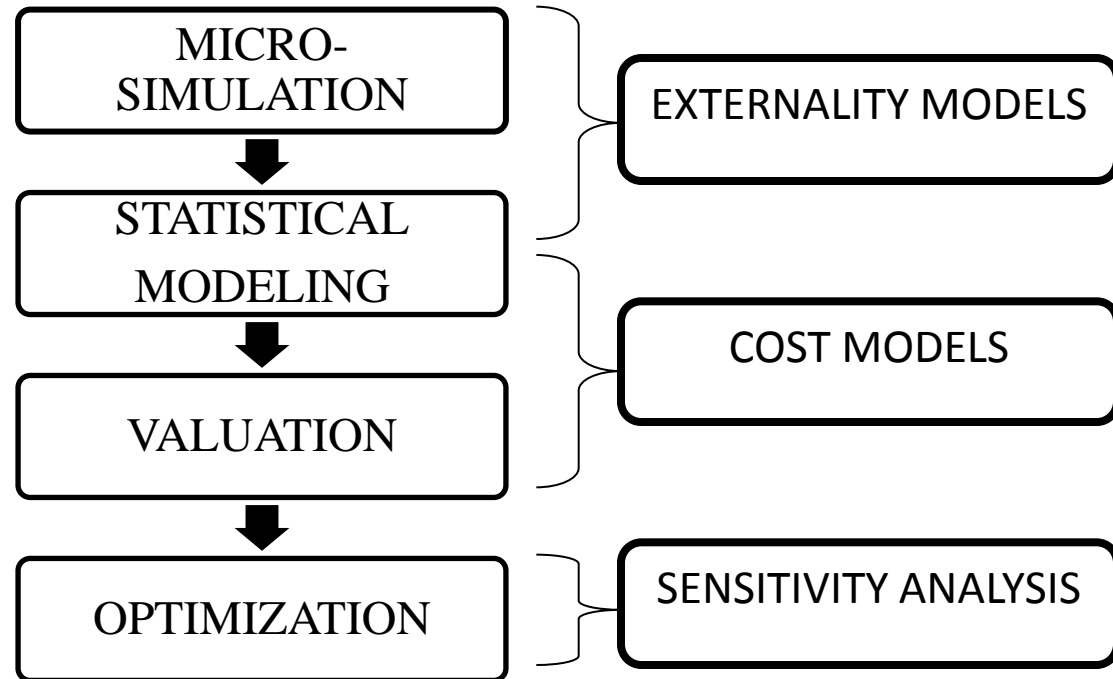 MICRO-
SIMULATION
EXTERNALITY MODELS
STATISTICAL
MODELING
COST MODELS
VALUATION
OPTIMIZATION
SENSITIVITY ANALYSIS